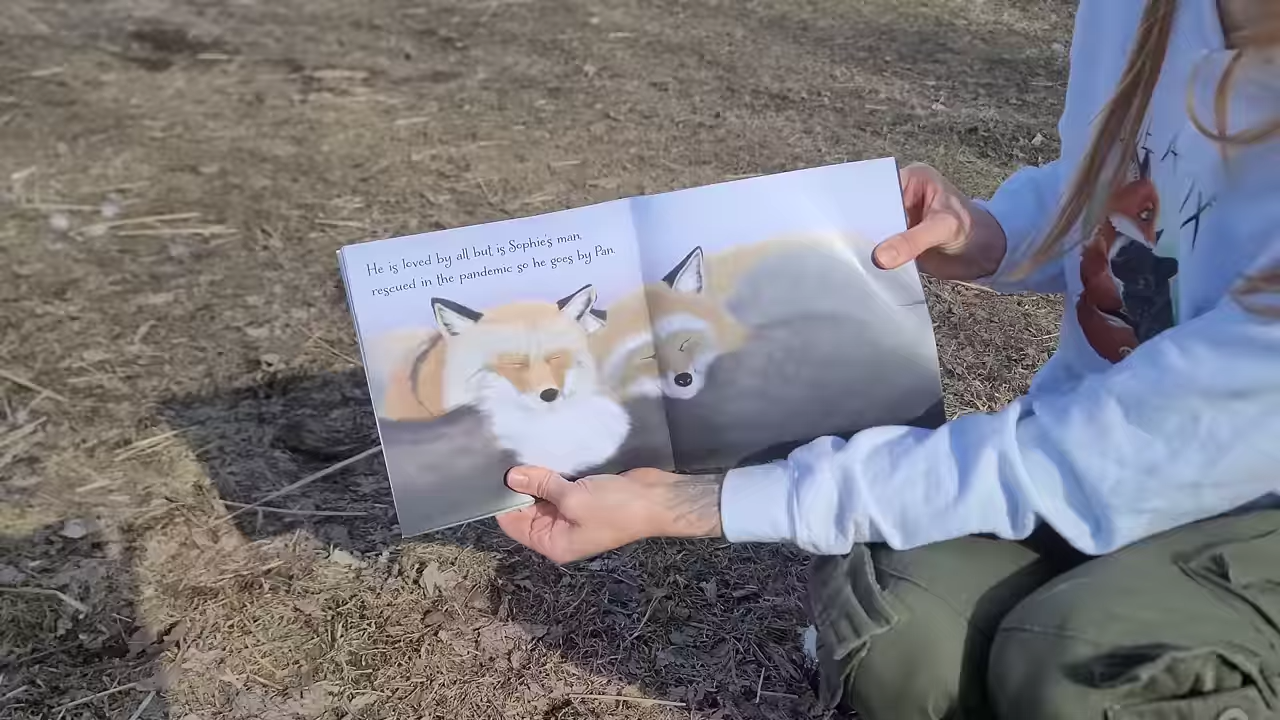 He is loved by all but is Sophie's man,
rescued in the pandemic so he goes by Pan.